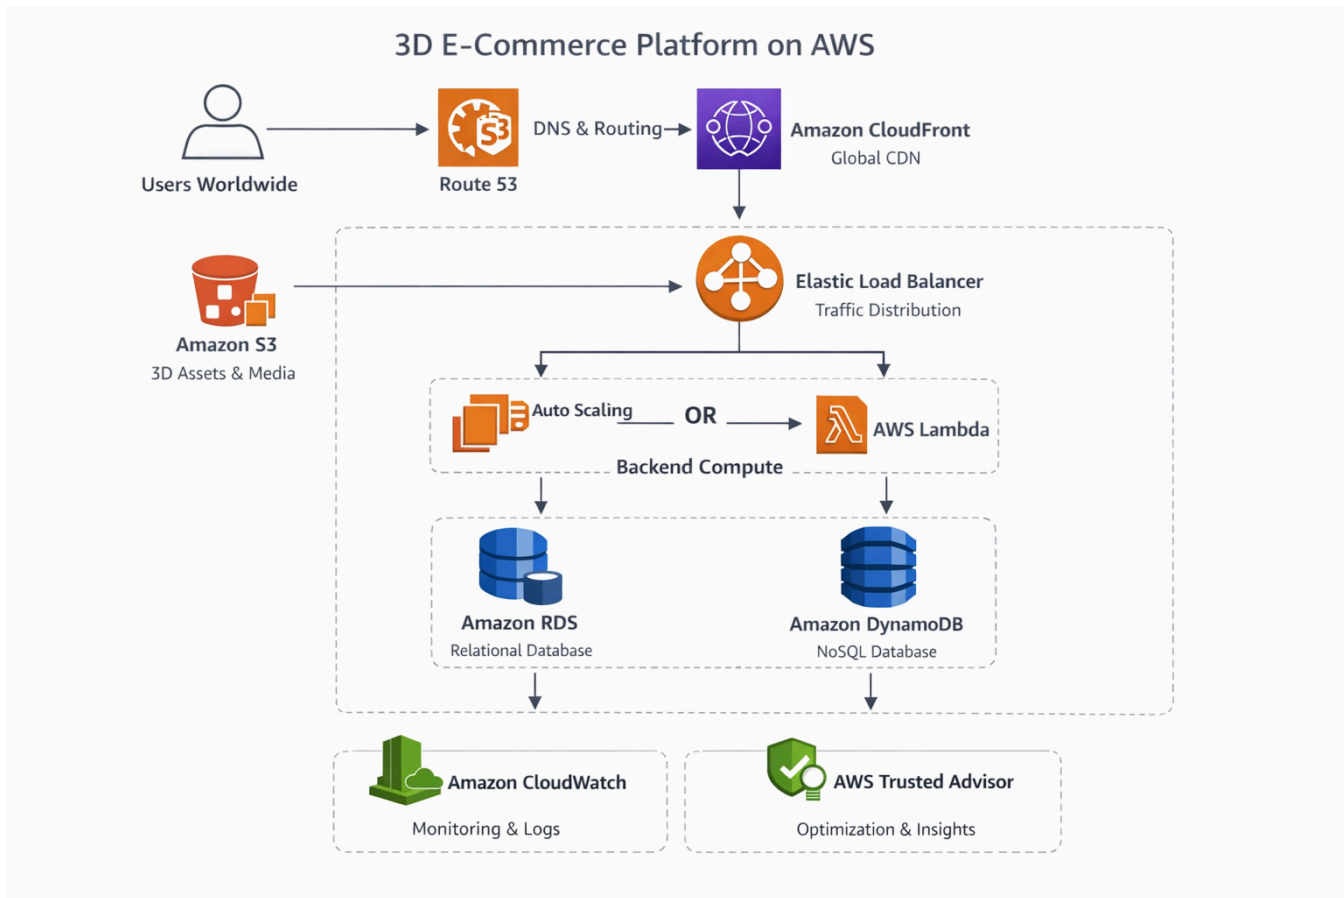 3D E-Commerce Platform on AWS
S3
DNS & Routing
Amazon CloudFront
Global CDN
Users Worldwide
Route 53
Elastic Load Balancer
Traffic Distribution
Amazon S3
3D Assets & Media
Auto Scaling
OR
AWS Lambda
Backend Compute
Amazon RDS
Relational Database
Amazon DynamoDB
NoSQL Database
Amazon CloudWatch
Monitoring & Logs
AWS Trusted Advisor
Optimization & Insights